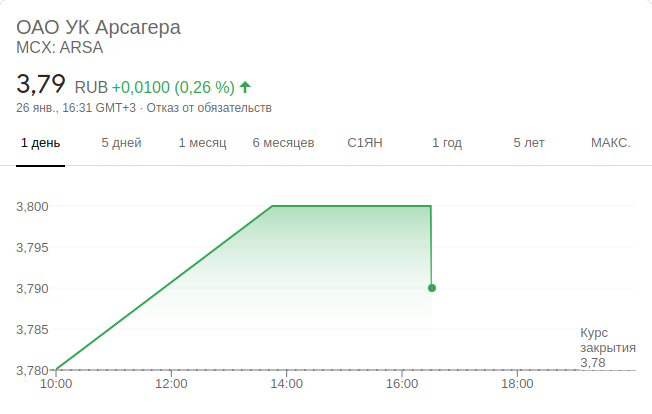 ОАО УК Арсагера
MCX: ARSA
3,79 RUB +0,0100 (0,26 %)
26 янв., 16:31 GMT+3 · Отказ от обязательств
1 день 5 дней 1 месяц 6 месяцев С1ЯН 1 год 5 лет МАКС.
3,800
3,795
3,790
3,785
3,780
Курс
закрытия
3,78
10:00 12:00 14:00 16:00 18:00